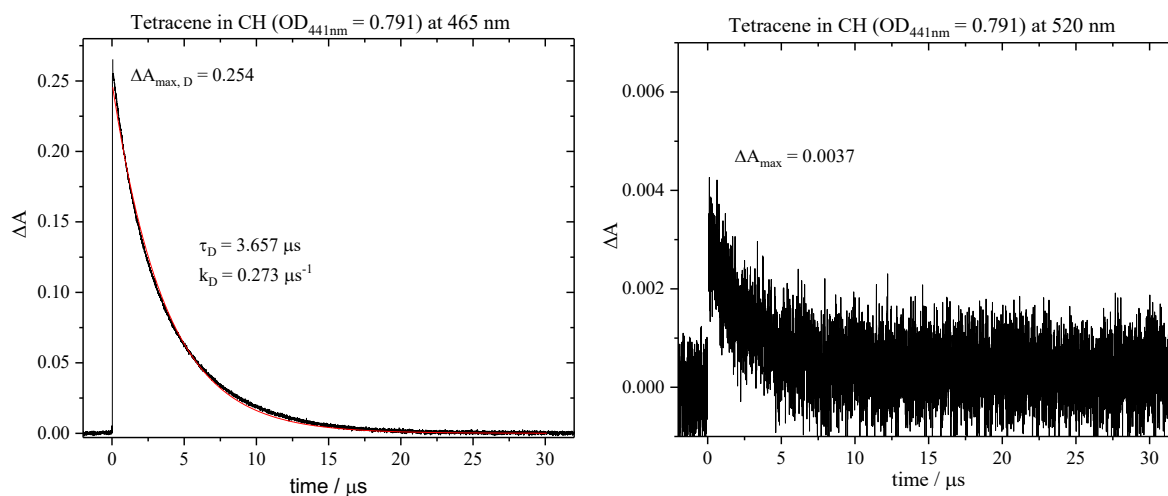 Tetracene in CH (OD441nm = 0.791) at 465 nm
ΔAmax, D = 0.254
τD = 3.657 μs
kD = 0.273 μs-1
ΔA
0.25
0.20
0.15
0.10
0.05
0.00
0 5 10 15 20 25 30
time / μs
Tetracene in CH (OD441nm = 0.791) at 520 nm
ΔAmax = 0.0037
ΔA
0.006
0.004
0.002
0.000
0 5 10 15 20 25 30
time / μs